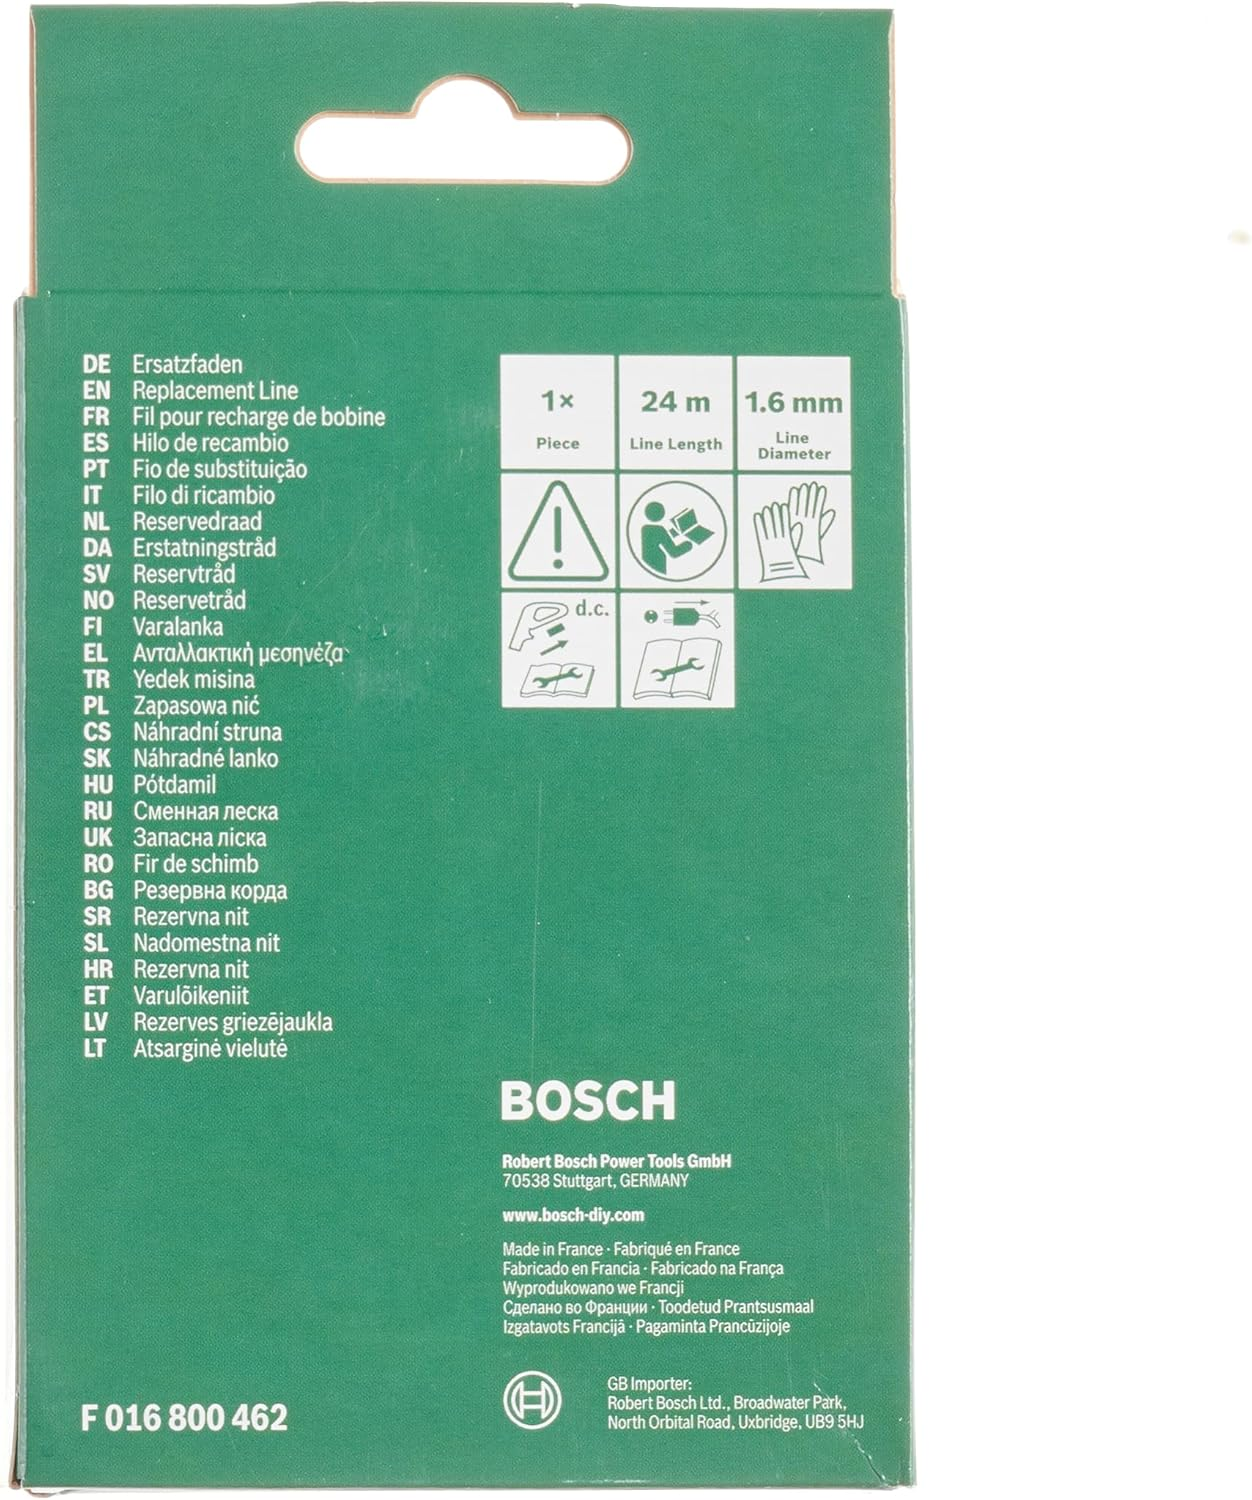 DE Ersatzfaden
EN Replacement Line
FR Fil pour recharge de bobine
ES Hilo de recambio
PT Fio de substituição
IT Filo di ricambio
NL Reservedraad
DA Erstatningstråd
SV Reservtråd
NO Reservetråd
FI Varalanka
EL Ανταλλακτική μεσηνέζα
TR Yedek misina
PL Zapasowa nić
CS Náhradní struna
SK Náhradné lanko
HU Pótdamil
RU Сменная леска
UK Запасна ліска
RO Fir de schimb
BG Резервна корда
SR Rezervna nit
SL Nadomestna nit
HR Rezervna nit
ET Varulõikeniit
LV Rezerves griezējaukla
LT Atsarginė vielutė
F 016 800 462
1×
Piece
24 m
Line Length
1.6 mm
Line
Diameter
d.c.
BOSCH
Robert Bosch Power Tools GmbH
70538 Stuttgart, GERMANY
www.bosch-diy.com
Made in France · Fabriqué en France
Fabricado en Francia · Fabricado na França
Wyprodukowano we Francji
Сделано во Франции · Toodetud Prantsusmaal
Izgatavots Francijā · Pagaminta Prancūzijoje
GB Importer:
Robert Bosch Ltd., Broadwater Park,
North Orbital Road, Uxbridge, UB9 5HJ